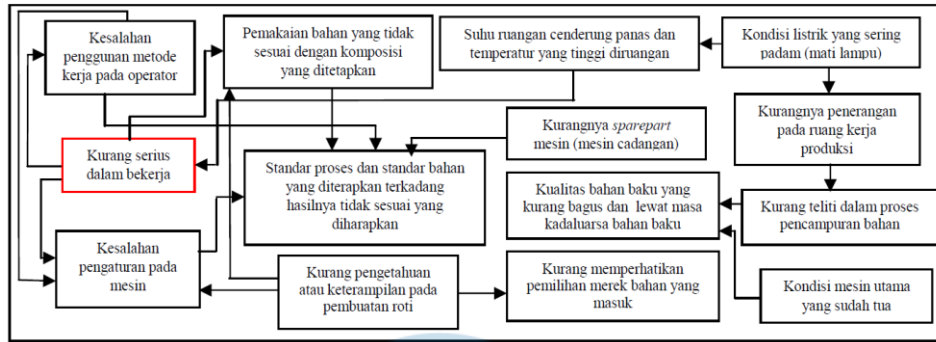 Kesalahan
penggunan metode
kerja pada operator
Pemakaian bahan yang tidak
sesuai dengan komposisi
yang ditetapkan
Suhu ruangan cenderung panas dan
temperatur yang tinggi diruangan
Kondisi listrik yang sering
padam (mati lampu)
Kurang serius
dalam bekerja
Standar proses dan standar bahan
yang diterapkan terkadang
hasilnya tidak sesuai yang
diharapkan
Kurangnya sparepart
mesin (mesin cadangan)
Kurangnya penerangan
pada ruang kerja
produksi
Kualitas bahan baku yang
kurang bagus dan lewat masa
kadaluarsa bahan baku
Kurang teliti dalam proses
pencampuran bahan
Kesalahan
pengaturan pada
mesin
Kurang pengetahuan
atau keterampilan pada
pembuatan roti
Kurang memperhatikan
pemilihan merek bahan yang
masuk
Kondisi mesin utama
yang sudah tua